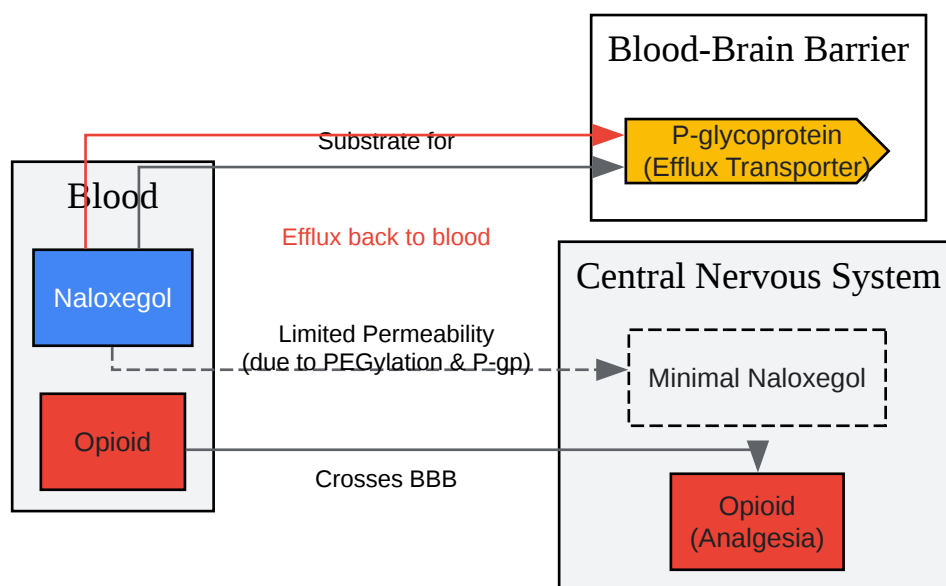 Blood-Brain Barrier
P-glycoprotein
(Efflux Transporter)
Substrate for
Blood
Efflux back to blood
Naloxegol
Central Nervous System
Limited Permeability
(due to PEGylation & P-gp)
Minimal Naloxegol
Opioid
Crosses BBB
Opioid
(Analgesia)